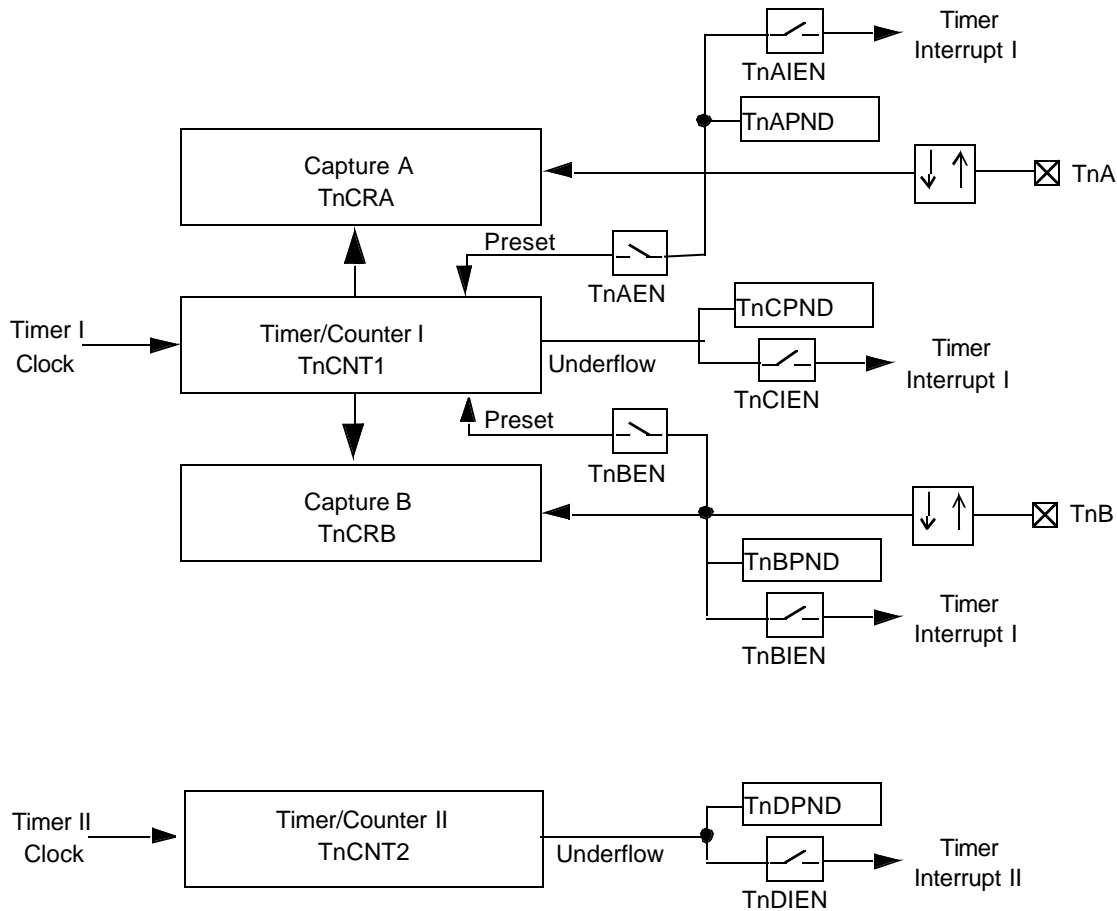 Timer
Interrupt I
TnAIEN
TnAPND
Capture A
TnCRA
TnA
Preset
TnAEN
Timer I
Clock
Timer/Counter I
TnCNT1
Underflow
TnCPND
Timer
Interrupt I
TnCIEN
Preset
TnBEN
Capture B
TnCRB
TnB
TnBPND
Timer
Interrupt I
TnBIEN
Timer II
Clock
Timer/Counter II
TnCNT2
Underflow
TnDPND
Timer
Interrupt II
TnDIEN